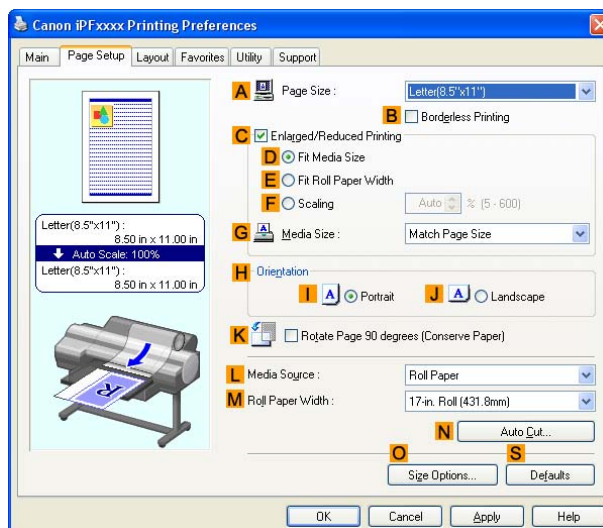 Canon iPFxxxx Printing Preferences
Main Page Setup Layout Favorites Utility Support
A Page Size : Letter(8.5"x11")
B Borderless Printing
C Enlarged/Reduced Printing
D Fit Media Size
E Fit Roll Paper Width
F Scaling Auto % (5 - 600)
G A Media Size : Match Page Size
Letter(8.5"x11") :
8.50 in x 11.00 in
Auto Scale: 100%
Letter(8.5"x11") :
8.50 in x 11.00 in
H Orientation
I A Portrait J A Landscape
K Rotate Page 90 degrees (Conserve Paper)
R
L Media Source : Roll Paper
M Roll Paper Width : 17-in. Roll (431.8mm)
N Auto Cut...
O S
Size Options... Defaults
OK Cancel Apply Help